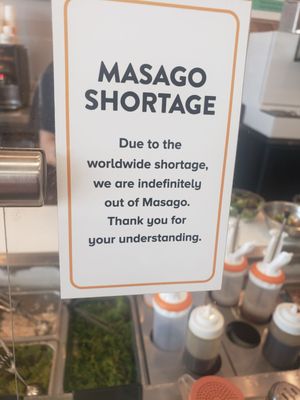 MASAGO
SHORTAGE
Due to the
worldwide shortage,
we are indefinitely
out of Masago.
Thank you for
your understanding.